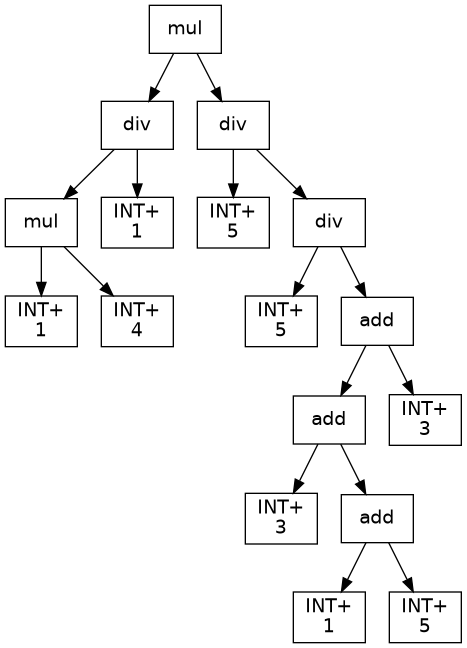 mul
div
div
mul
INT+
1
INT+
5
div
INT+
1
INT+
4
INT+
5
add
add
INT+
3
INT+
3
add
INT+
1
INT+
5